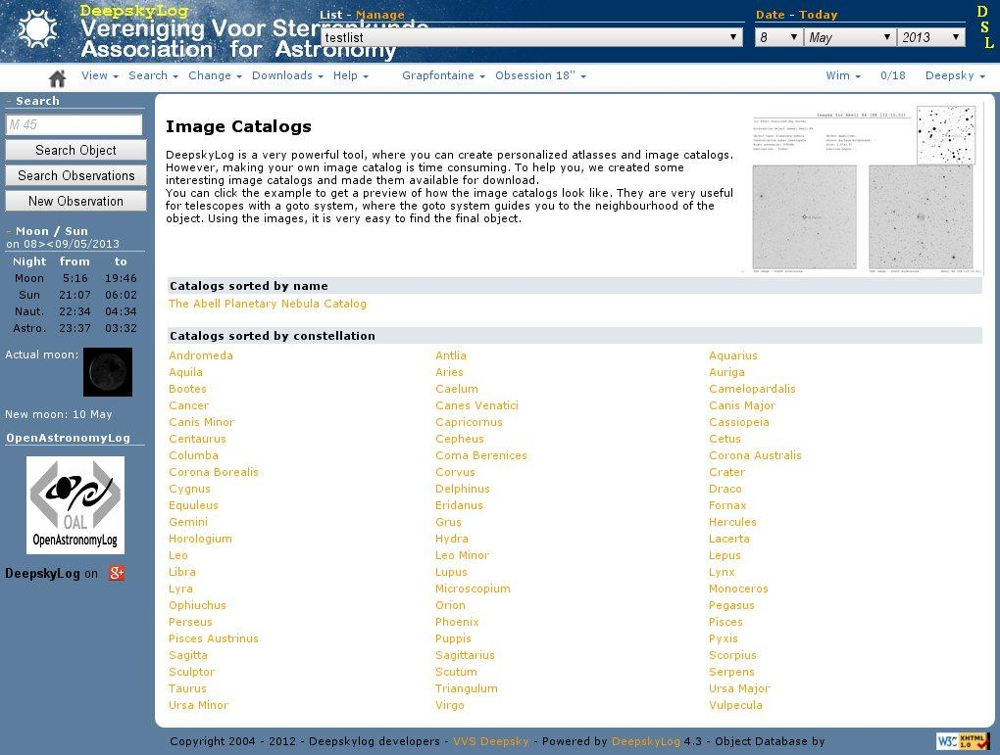 DeepskyLog
Vereniging Voor Sterrenkunde
Association for Astronomy
List - Manage
testlist
Date - Today
8 May 2013
D
S
L
View Search Change Downloads Help Grapfontaine Obsession 18" Wim 0/18 Deepsky
- Search
M 45
Search Object
Search Observations
New Observation
- Moon / Sun
on 08><09/05/2013
Night from to
Moon 5:16 19:46
Sun 21:07 06:02
Naut. 22:34 04:34
Astro. 23:37 03:32
Actual moon:
New moon: 10 May
OpenAstronomyLog
OAL
OpenAstronomyLog
DeepskyLog on g+
Image Catalogs
DeepskyLog is a very powerful tool, where you can create personalized atlasses and image catalogs.
However, making your own image catalog is time consuming. To help you, we created some
interesting image catalogs and made them available for download.
You can click the example to get a preview of how the image catalogs look like. They are very useful
for telescopes with a goto system, where the goto system guides you to the neighbourhood of the
object. Using the images, it is very easy to find the final object.
Catalogs sorted by name
The Abell Planetary Nebula Catalog
Catalogs sorted by constellation
Andromeda Antlia Aquarius
Aquila Aries Auriga
Bootes Caelum Camelopardalis
Cancer Canes Venatici Canis Major
Canis Minor Capricornus Cassiopeia
Centaurus Cepheus Cetus
Columba Coma Berenices Corona Australis
Corona Borealis Corvus Crater
Cygnus Delphinus Draco
Equuleus Eridanus Fornax
Gemini Grus Hercules
Horologium Hydra Lacerta
Leo Leo Minor Lepus
Libra Lupus Lynx
Lyra Microscopium Monoceros
Ophiuchus Orion Pegasus
Perseus Phoenix Pisces
Pisces Austrinus Puppis Pyxis
Sagitta Sagittarius Scorpius
Sculptor Scutum Serpens
Taurus Triangulum Ursa Major
Ursa Minor Virgo Vulpecula
Copyright 2004 - 2012 - Deepskylog developers - VVS Deepsky - Powered by DeepskyLog 4.3 - Object Database by
W3C XHTML 1.0